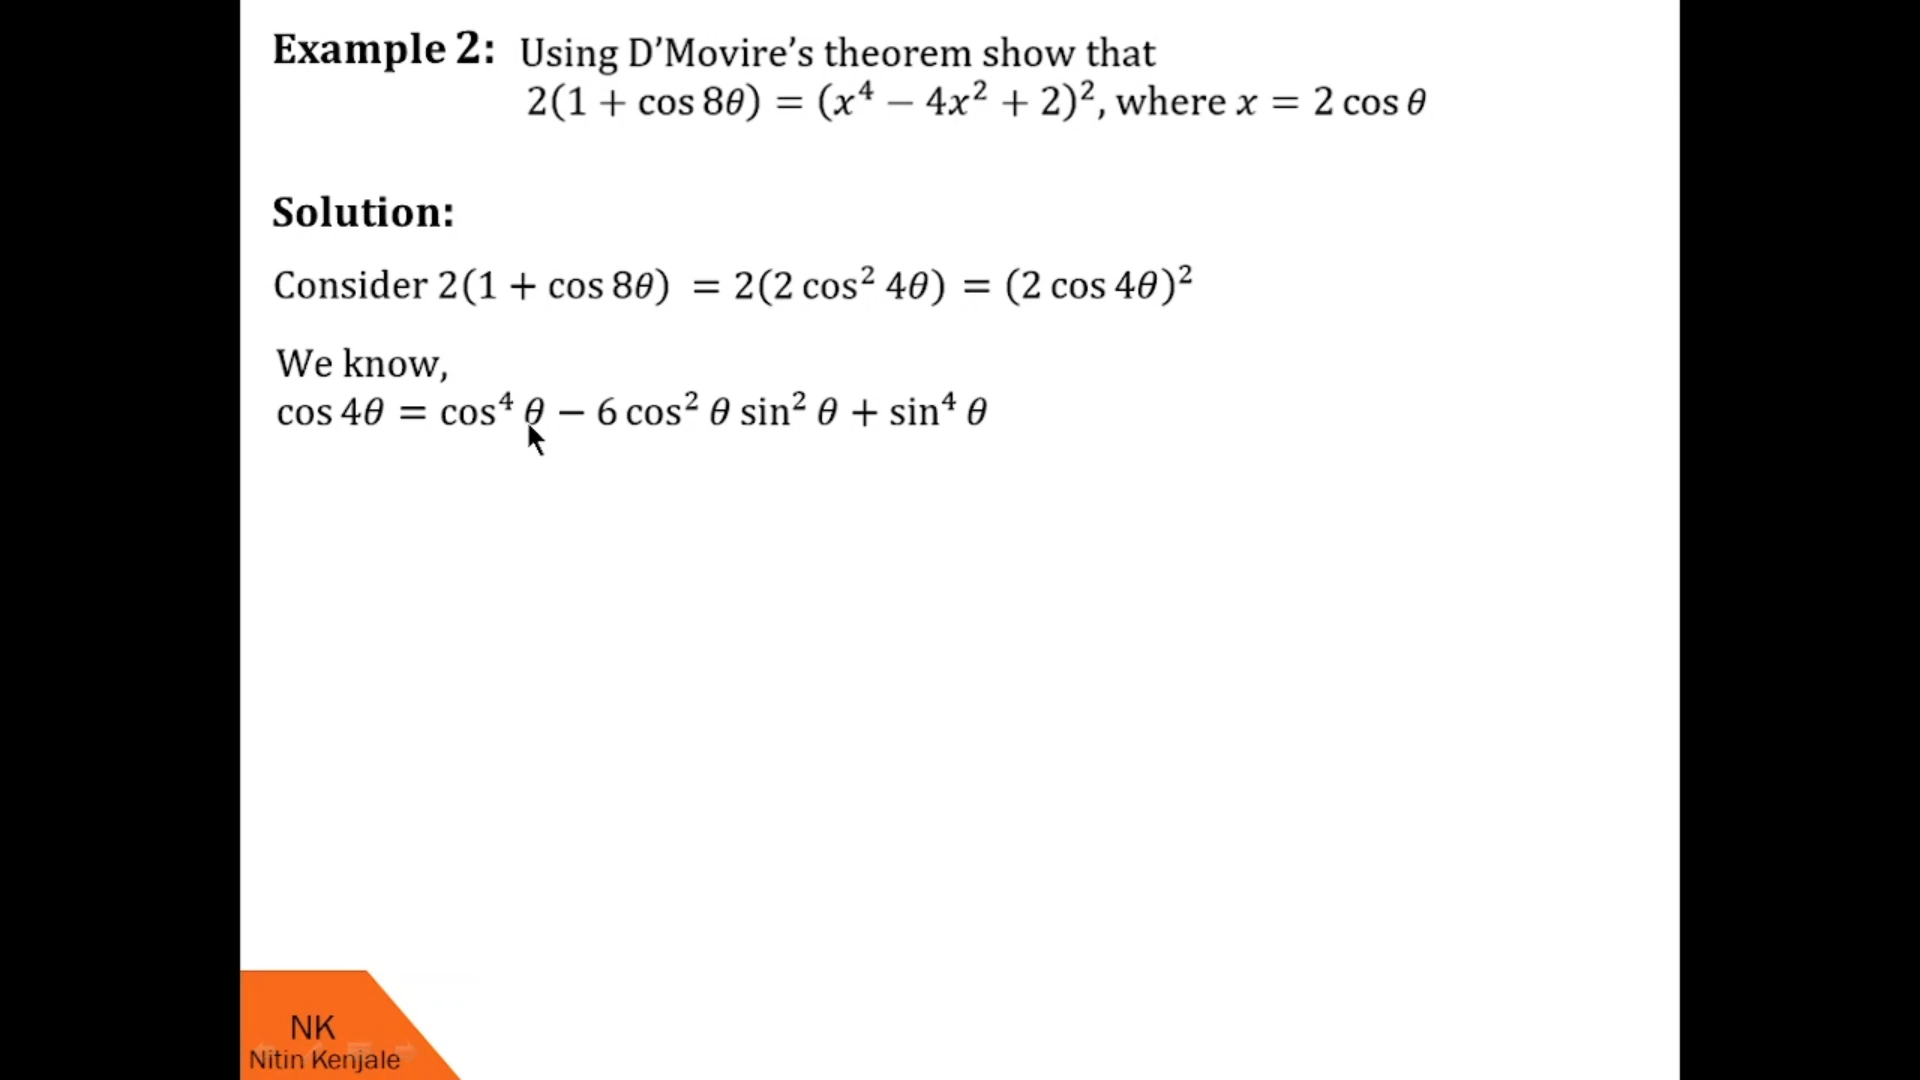 Example 2: Using D’Movire’s theorem show that
2(1 + cos 8θ) = (x⁴ − 4x² + 2)², where x = 2 cos θ
Solution:
Consider 2(1 + cos 8θ) = 2(2 cos² 4θ) = (2 cos 4θ)²
We know,
cos 4θ = cos⁴ θ − 6 cos² θ sin² θ + sin⁴ θ
NK
Nitin Kenjale